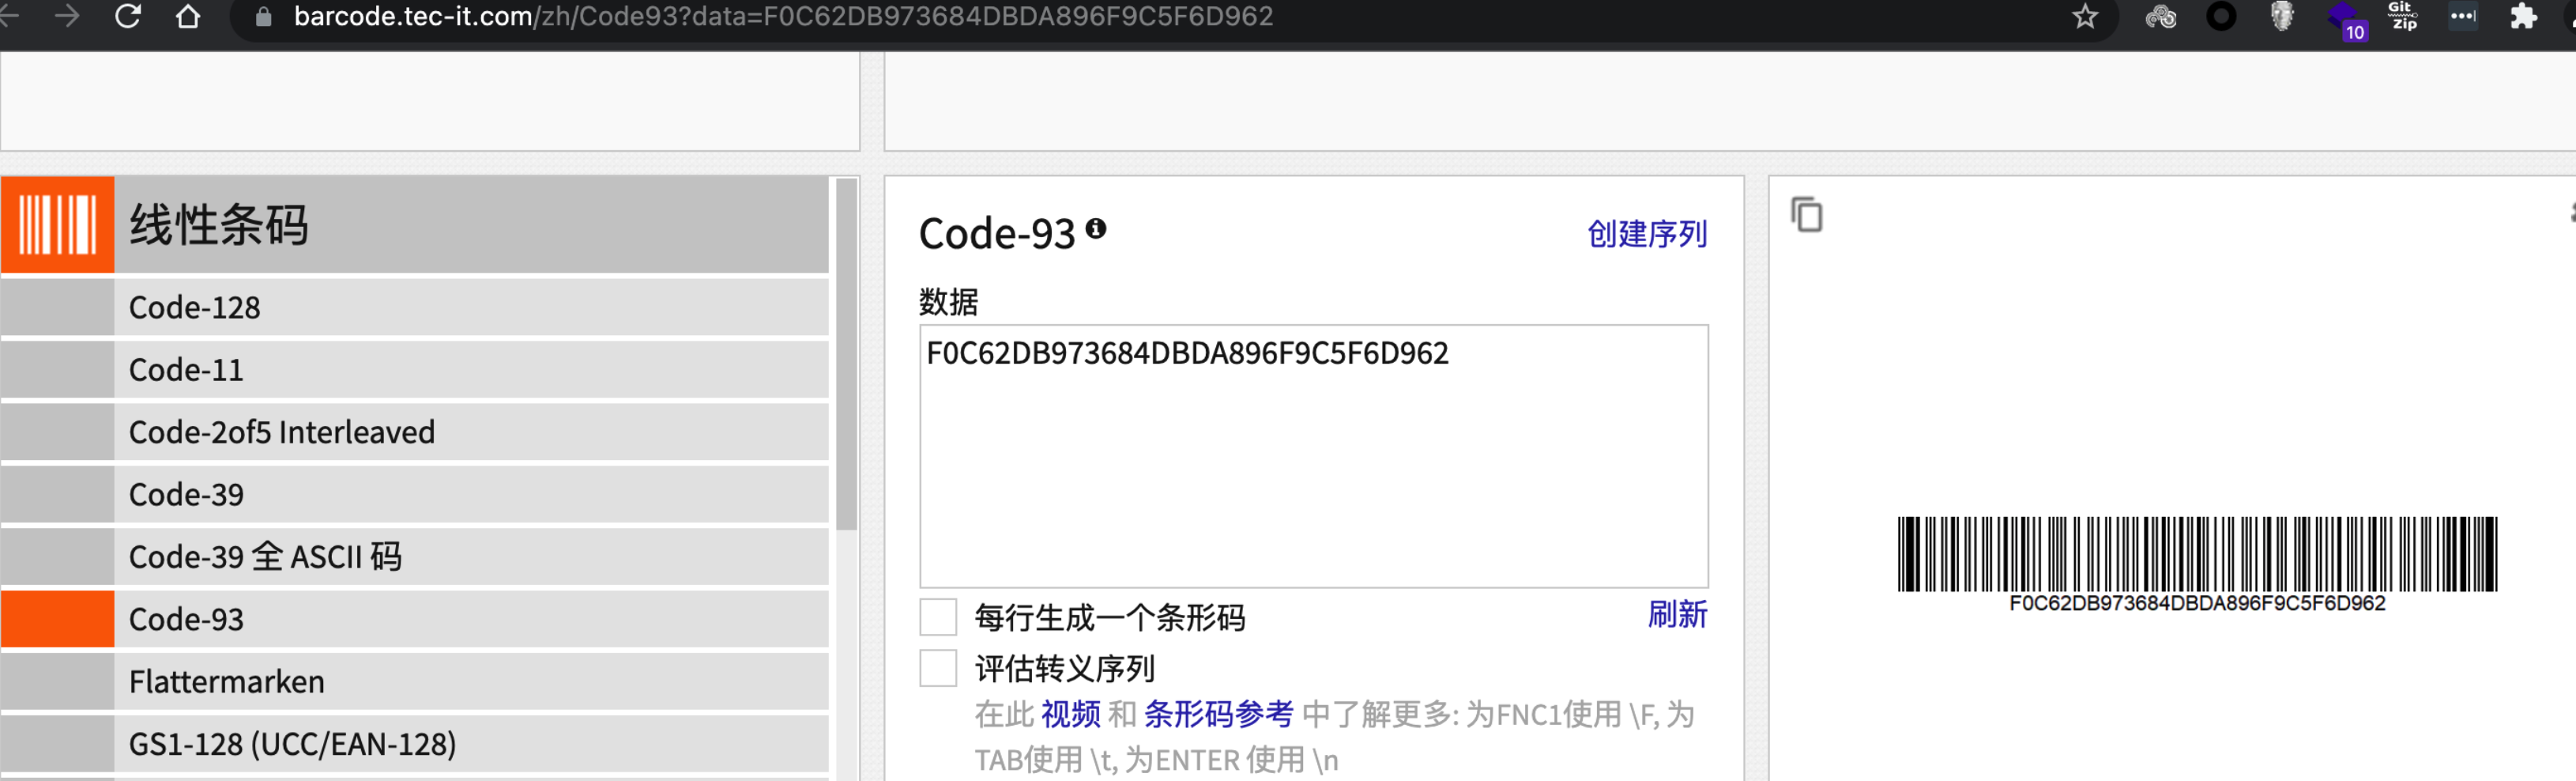 barcode.tec-it.com/zh/Code93?data=F0C62DB973684DBDA896F9C5F6D962
Git
Zip
10
线性条码
Code-128
Code-11
Code-2of5 Interleaved
Code-39
Code-39 全 ASCII 码
Code-93
Flattermarken
GS1-128 (UCC/EAN-128)
Code-93
创建序列
数据
F0C62DB973684DBDA896F9C5F6D962
每行生成一个条形码
刷新
评估转义序列
在此 视频 和 条形码参考 中了解更多: 为FNC1使用 \F, 为
TAB使用 \t, 为ENTER 使用 \n
F0C62DB973684DBDA896F9C5F6D962